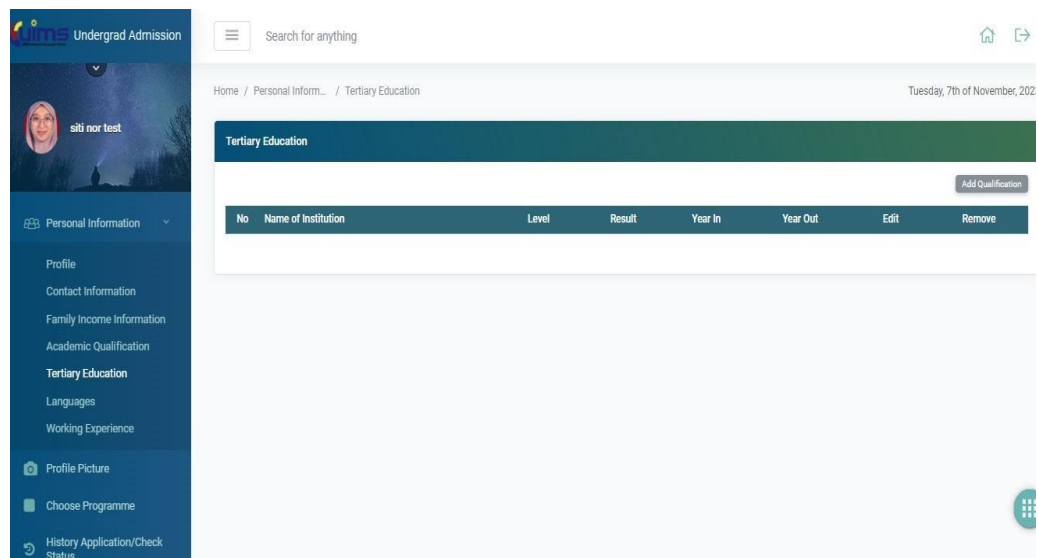 uims Undergrad Admission
Search for anything
Home / Personal Inform... / Tertiary Education
Tuesday, 7th of November, 202
siti nor test
Tertiary Education
Add Qualification
No Name of Institution Level Result Year In Year Out Edit Remove
Personal Information
Profile
Contact Information
Family Income Information
Academic Qualification
Tertiary Education
Languages
Working Experience
Profile Picture
Choose Programme
History Application/Check
Status